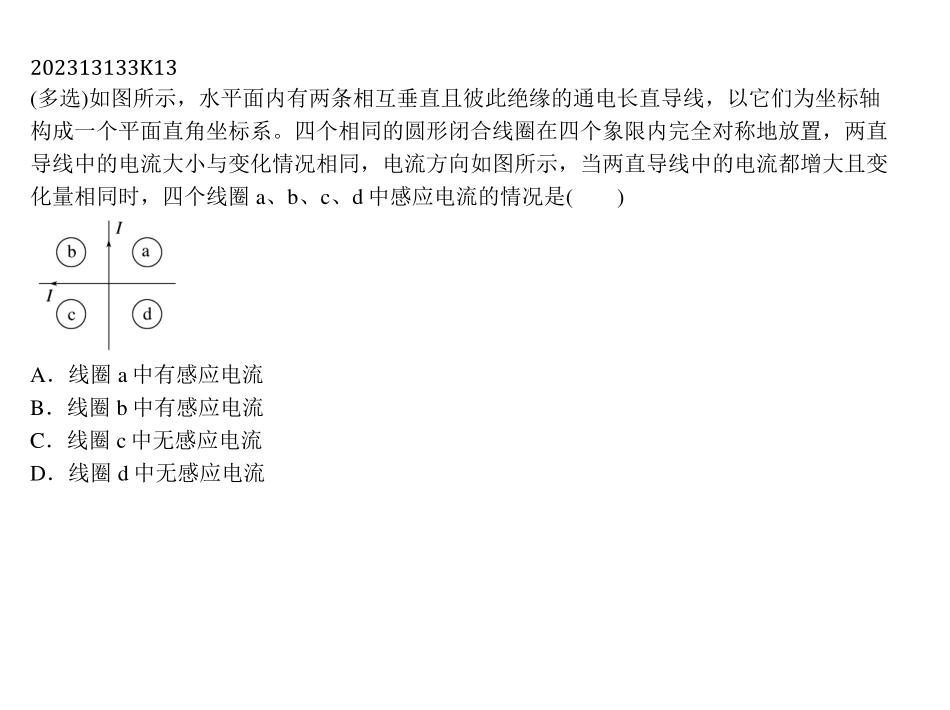 202313133K13
(多选)如图所示，水平面内有两条相互垂直且彼此绝缘的通电长直导线，以它们为坐标轴
构成一个平面直角坐标系。四个相同的圆形闭合线圈在四个象限内完全对称地放置，两直
导线中的电流大小与变化情况相同，电流方向如图所示，当两直导线中的电流都增大且变
化量相同时，四个线圈 a、b、c、d 中感应电流的情况是(　　)
I
b
a
I
c
d
A．线圈 a 中有感应电流
B．线圈 b 中有感应电流
C．线圈 c 中无感应电流
D．线圈 d 中无感应电流